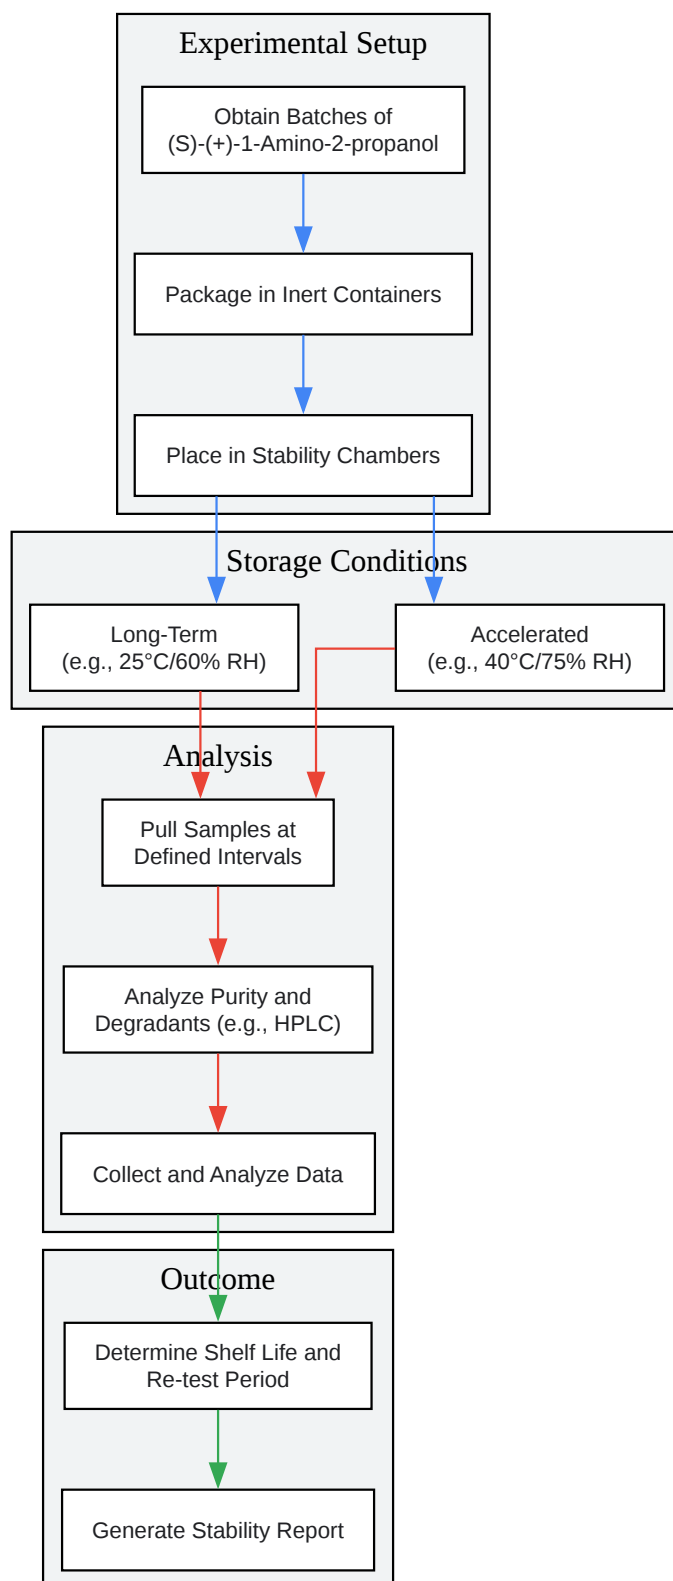 Experimental Setup
Obtain Batches of
(S)-(+)-1-Amino-2-propanol
Package in Inert Containers
Place in Stability Chambers
Storage Conditions
Long-Term
(e.g., 25°C/60% RH)
Accelerated
(e.g., 40°C/75% RH)
Analysis
Pull Samples at
Defined Intervals
Analyze Purity and
Degradants (e.g., HPLC)
Collect and Analyze Data
Outcome
Determine Shelf Life and
Re-test Period
Generate Stability Report